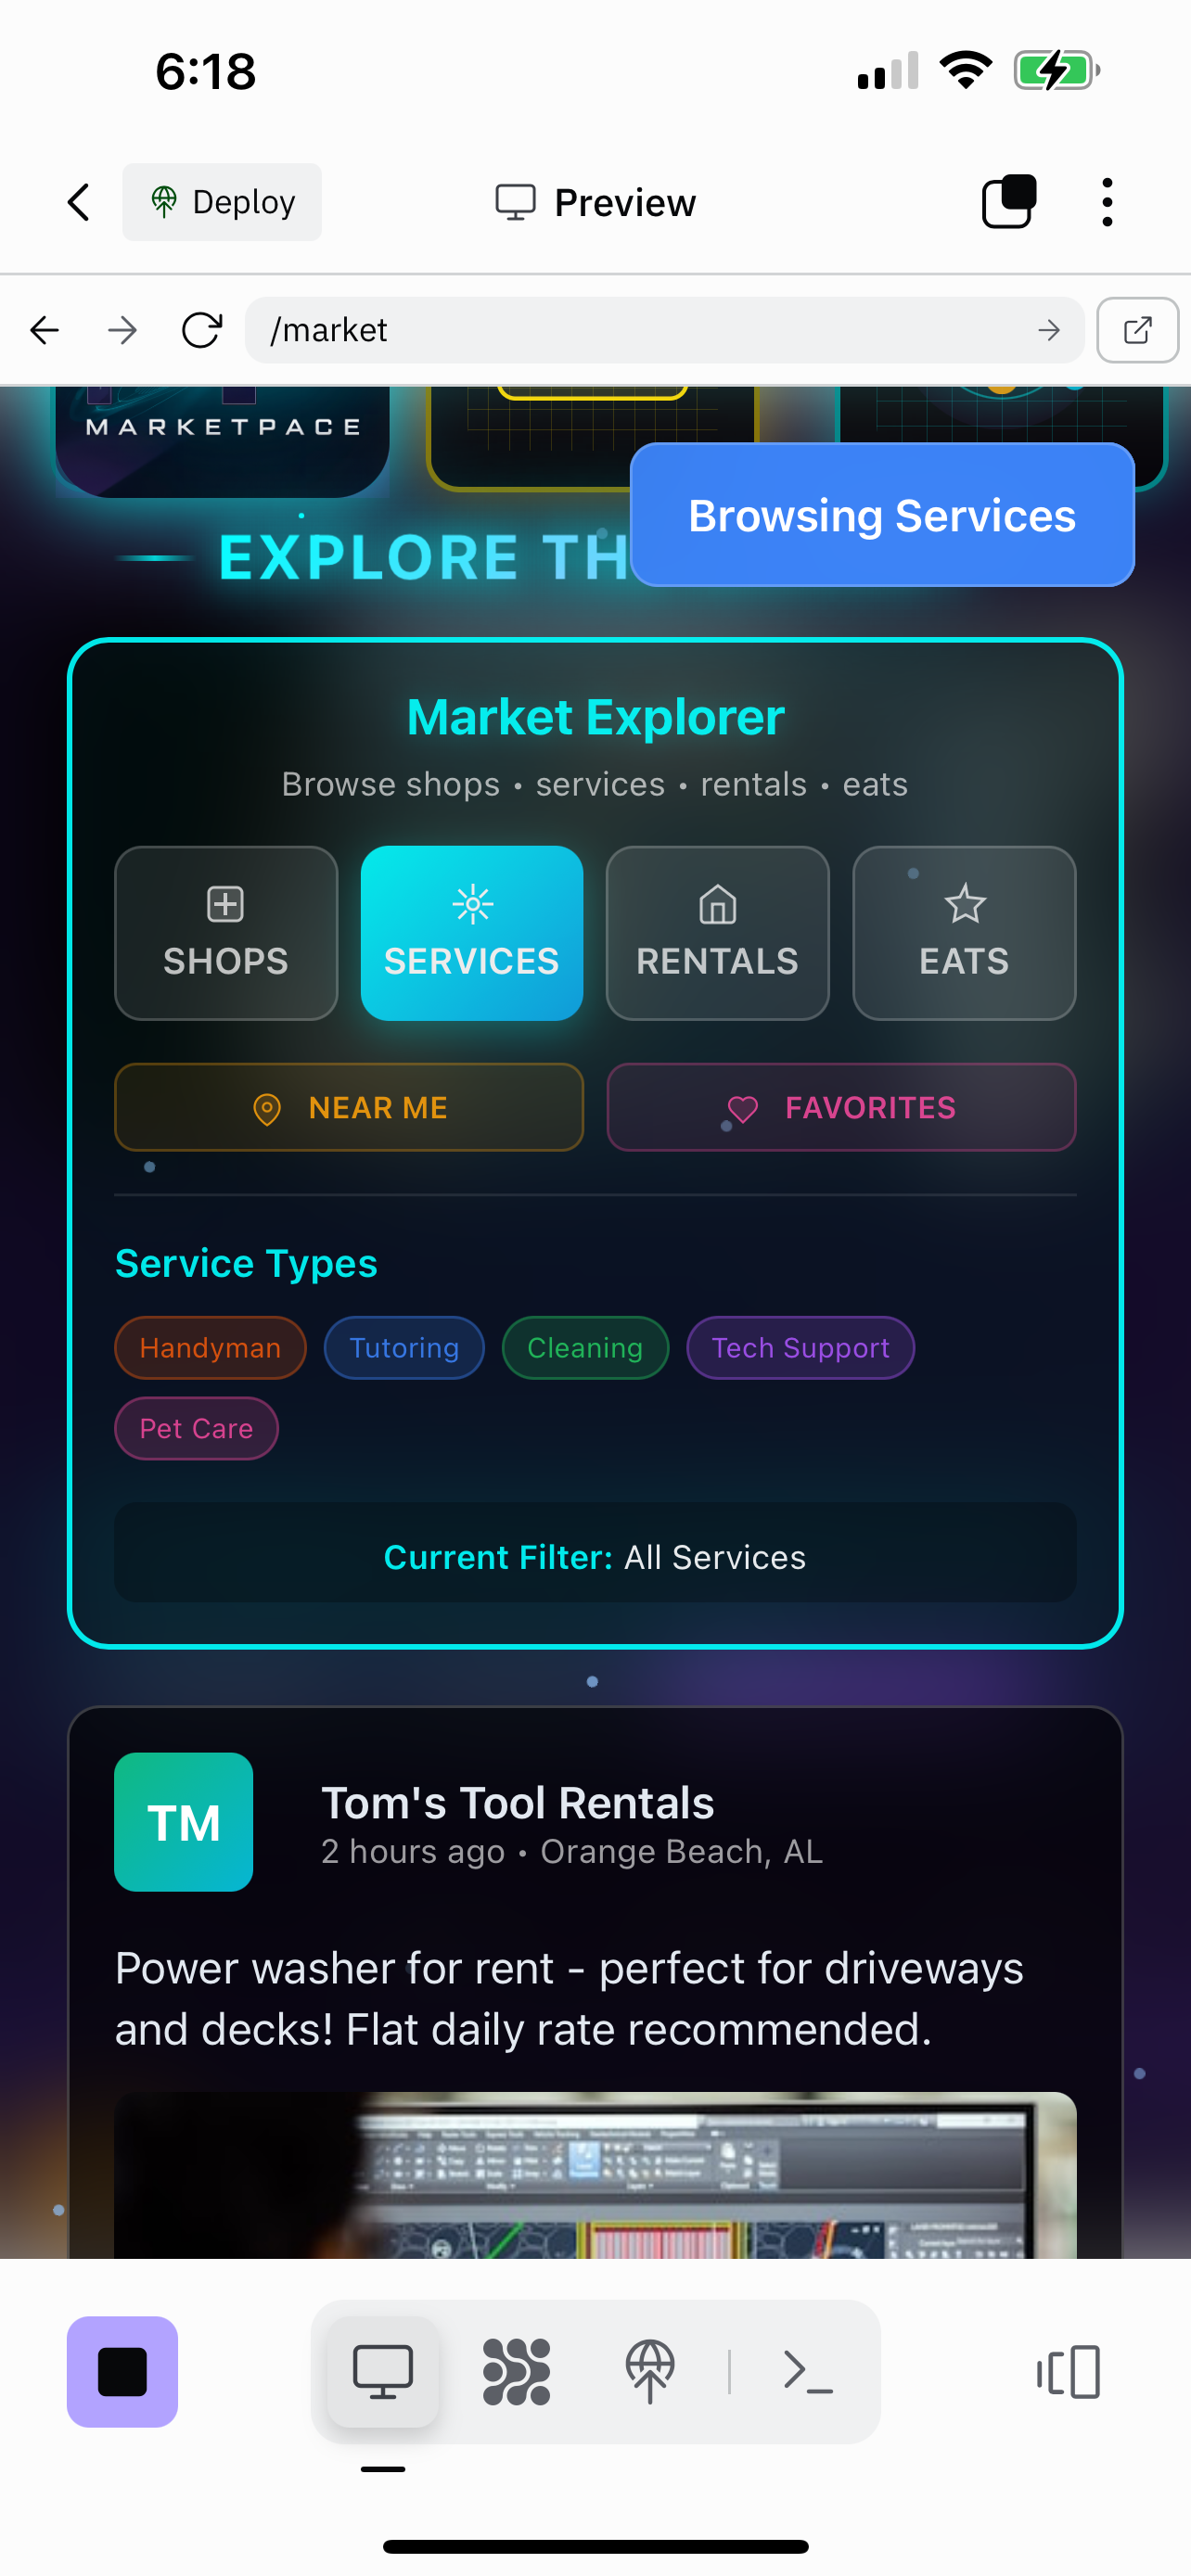 6:18
Deploy
Preview
/market
MARKETPACE
Browsing Services
EXPLORE TH
Market Explorer
Browse shops • services • rentals • eats
SHOPS
SERVICES
RENTALS
EATS
NEAR ME
FAVORITES
Service Types
Handyman
Tutoring
Cleaning
Tech Support
Pet Care
Current Filter: All Services
TM
Tom's Tool Rentals
2 hours ago • Orange Beach, AL
Power washer for rent - perfect for driveways
and decks! Flat daily rate recommended.